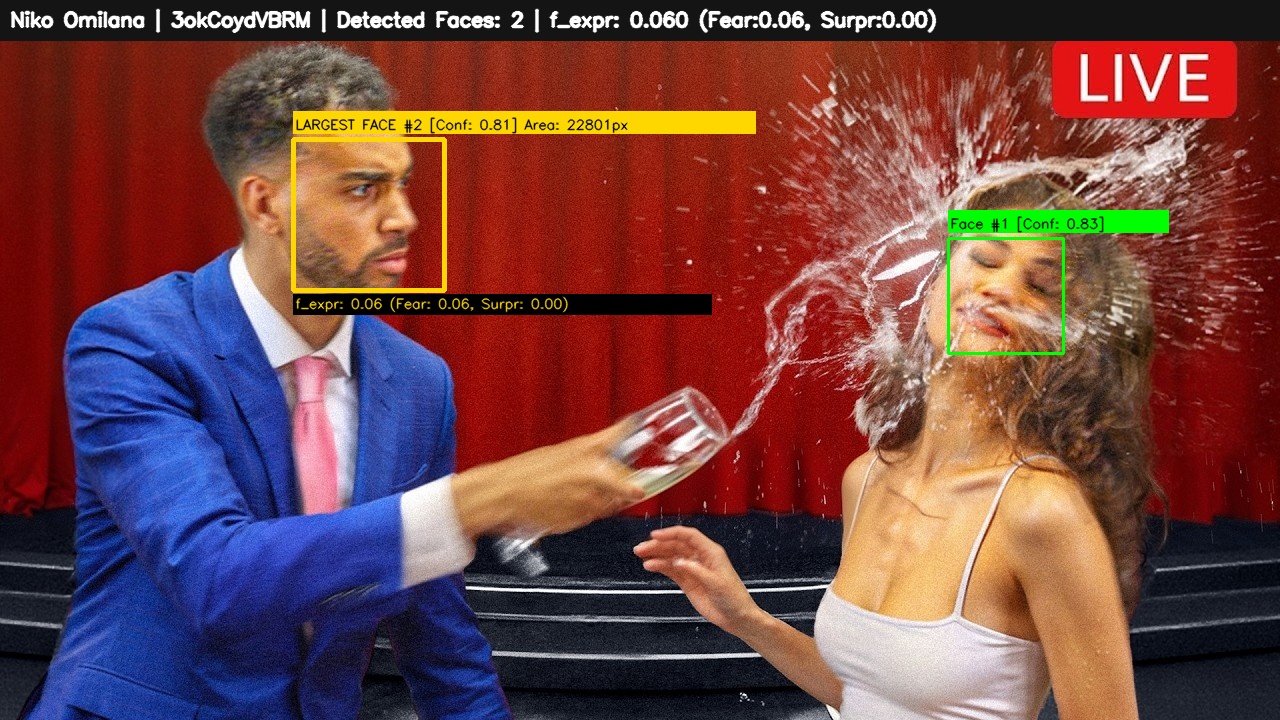 Niko Omilana | 3okCoydVBRM | Detected Faces: 2 | f_expr: 0.060 (Fear:0.06, Surpr:0.00)
LIVE
LARGEST FACE #2 [Conf: 0.81] Area: 22801px
Face #1 [Conf: 0.83]
f_expr: 0.06 (Fear: 0.06, Surpr: 0.00)